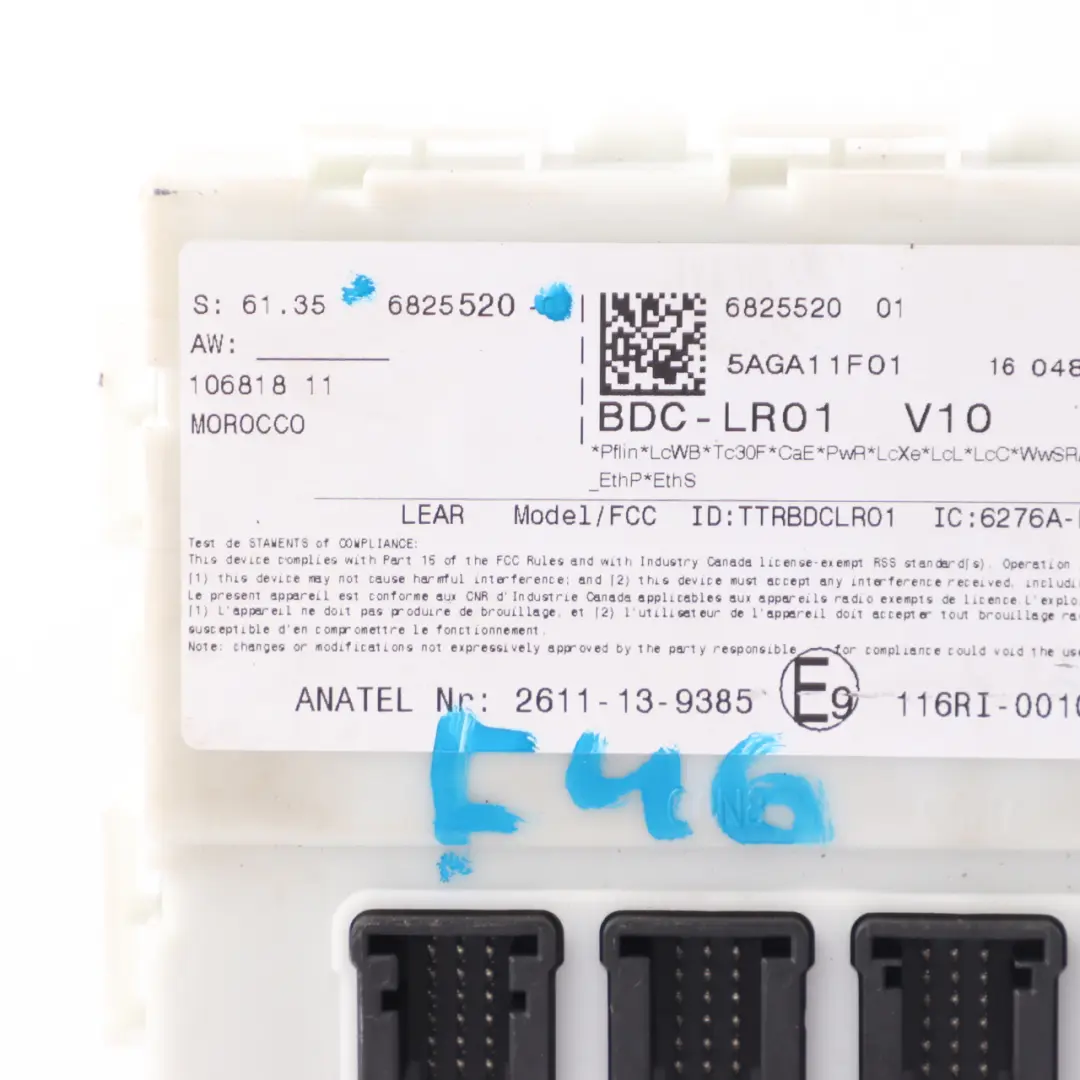 S: 61.35 6825520 -
AW:
106818 11
MOROCCO
6825520 01
5AGA11F01 16 048
BDC-LR01 V10
*Pflin*LcWB*Tc30F*CaE*PwR*LcXe*LcL*LcC*WwSR
_EthP*EthS
LEAR Model/FCC ID:TTRBDCLR01 IC:6276A-
Test de STAMENTS of COMPLIANCE:
This device complies with Part 15 of the FCC Rules and with Industry Canada license-exempt RSS standard(s). Operation
(1) this device may not cause harmful interference; and (2) this device must accept any interference received, includi
Le present appareil est conforme aux CNR d'Industrie Canada applicables aux appareils radio exempts de licence.L'explo
(1) L'appareil ne doit pas produire de brouillage, et (2) l'utilisateur de l'appareil doit accepter tout brouillage ra
susceptible d'en compromettre le fonctionnement.
Note: changes or modifications not expressively approved by the party responsible for compliance could void the use
ANATEL Nr: 2611-13-9385 E9 116RI-0010
F46